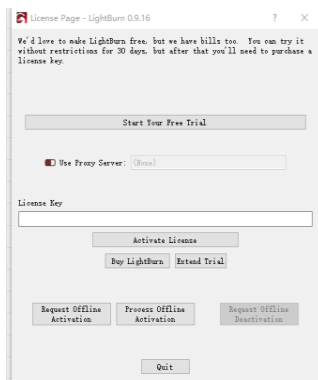 License Page - LightBurn 0.9.16 ? X
We'd love to make LightBurn free, but we have bills too. You can try it
without restrictions for 30 days, but after that you'll need to purchase a
license key.
Start Your Free Trial
Use Proxy Server: (None)
License Key
Activate License
Buy LightBurn Extend Trial
Request Offline Process Offline Request Offline
Activation Activation Deactivation
Quit